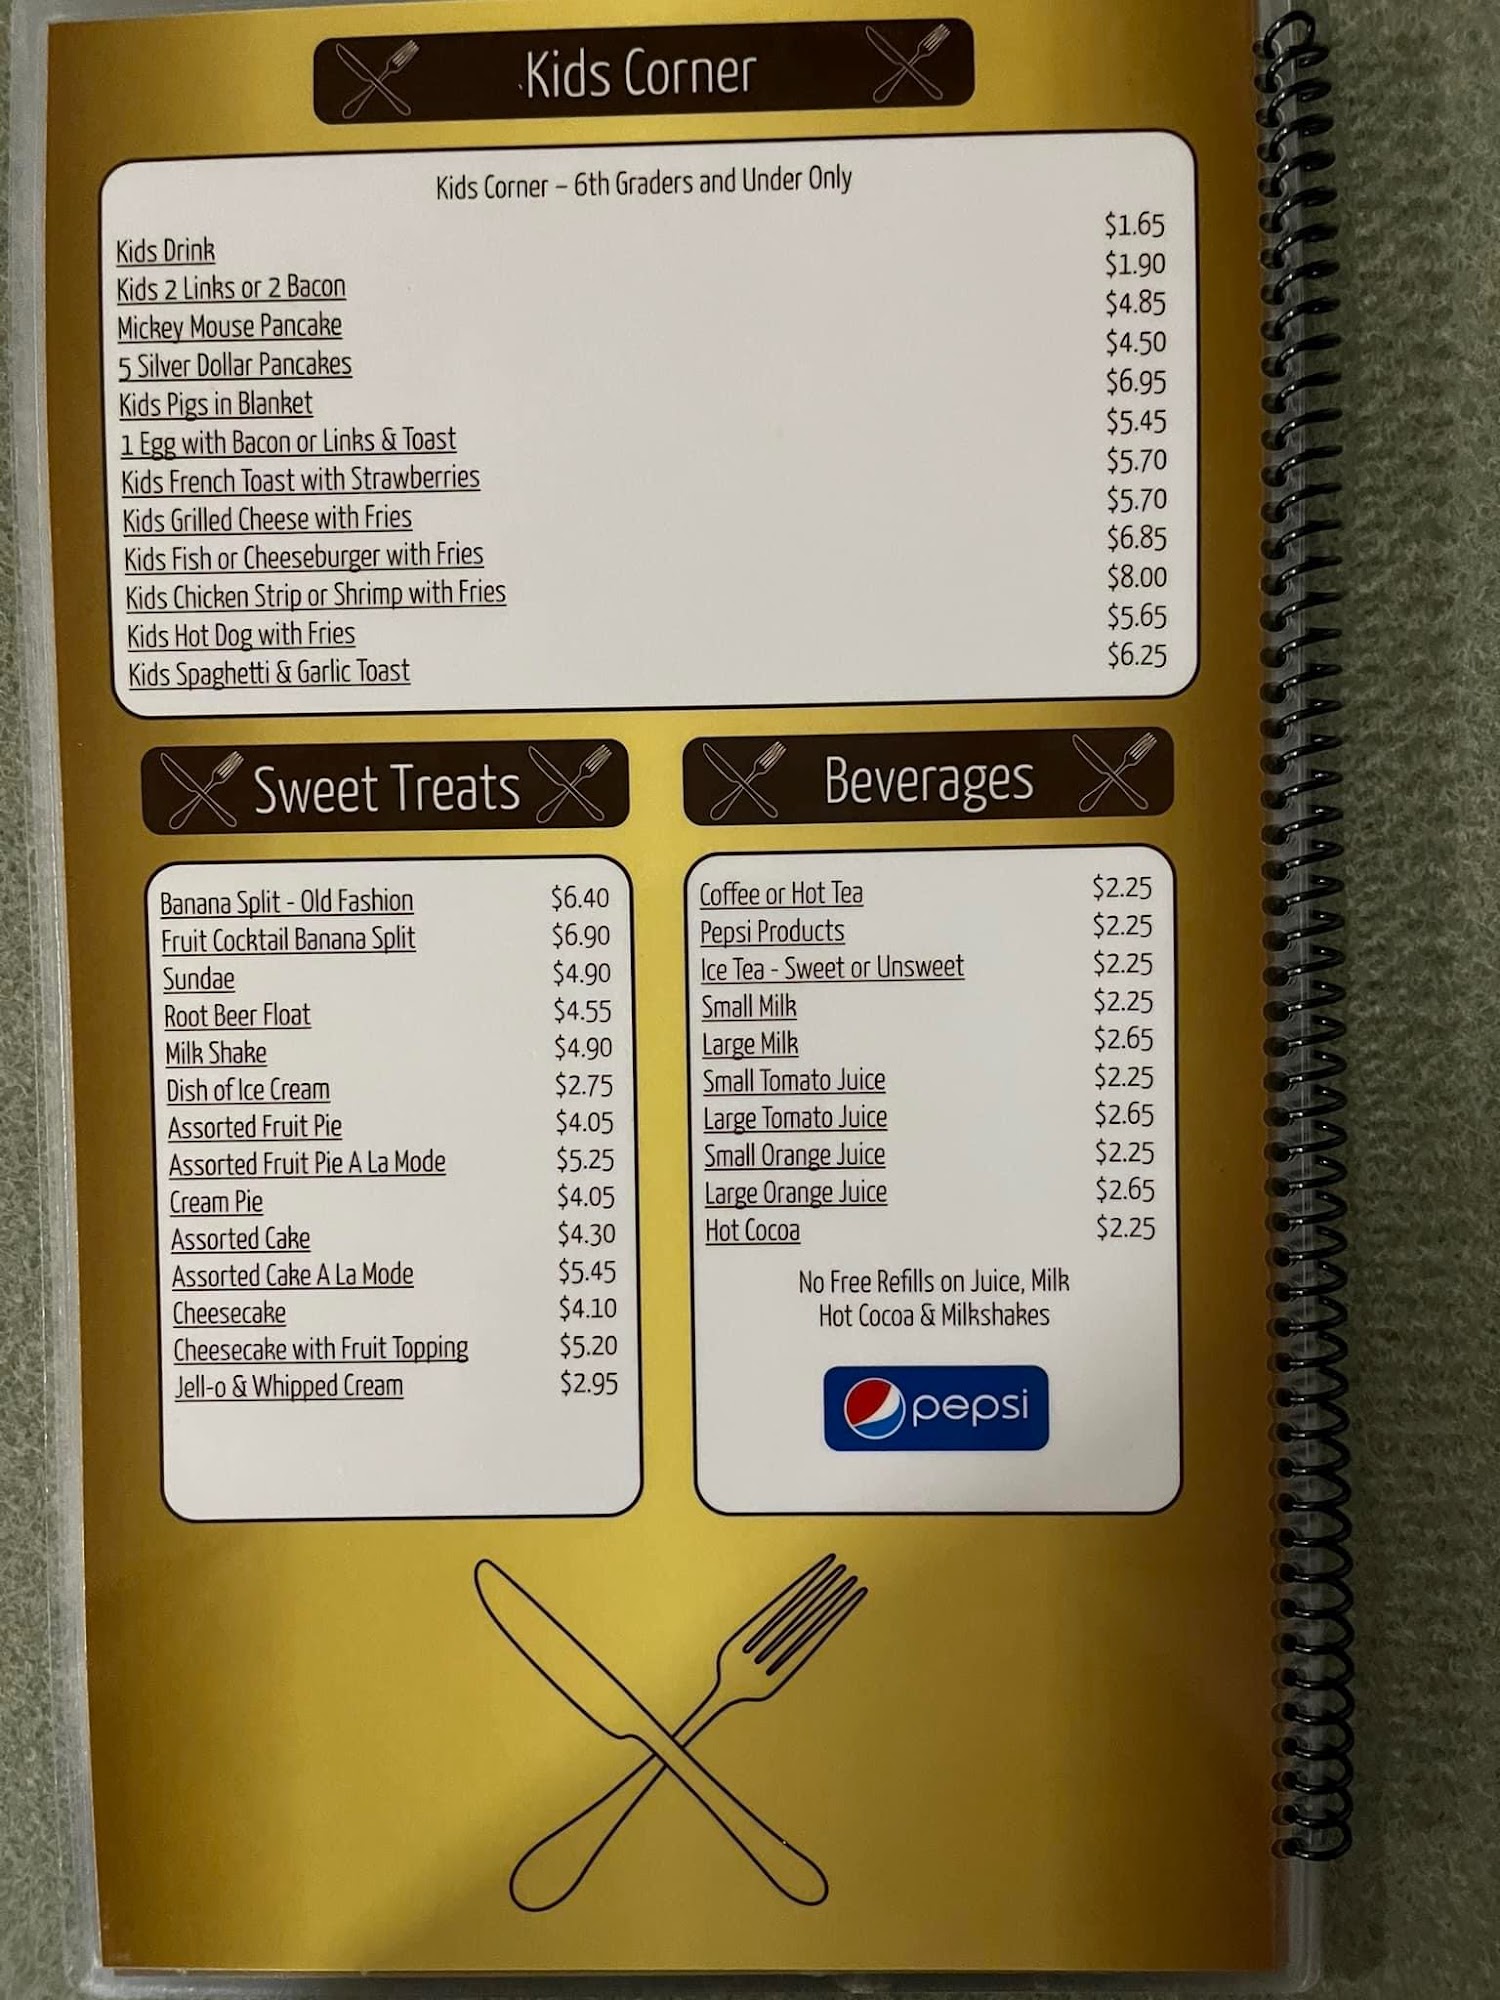 Kids Corner
Kids Corner – 6th Graders and Under Only
Kids Drink $1.65
Kids 2 Links or 2 Bacon $1.90
Mickey Mouse Pancake $4.85
5 Silver Dollar Pancakes $4.50
Kids Pigs in Blanket $6.95
1 Egg with Bacon or Links & Toast $5.45
Kids French Toast with Strawberries $5.70
Kids Grilled Cheese with Fries $5.70
Kids Fish or Cheeseburger with Fries $6.85
Kids Chicken Strip or Shrimp with Fries $8.00
Kids Hot Dog with Fries $5.65
Kids Spaghetti & Garlic Toast $6.25
Sweet Treats
Banana Split - Old Fashion $6.40
Fruit Cocktail Banana Split $6.90
Sundae $4.90
Root Beer Float $4.55
Milk Shake $4.90
Dish of Ice Cream $2.75
Assorted Fruit Pie $4.05
Assorted Fruit Pie A La Mode $5.25
Cream Pie $4.05
Assorted Cake $4.30
Assorted Cake A La Mode $5.45
Cheesecake $4.10
Cheesecake with Fruit Topping $5.20
Jell-o & Whipped Cream $2.95
Beverages
Coffee or Hot Tea $2.25
Pepsi Products $2.25
Ice Tea - Sweet or Unsweet $2.25
Small Milk $2.25
Large Milk $2.65
Small Tomato Juice $2.25
Large Tomato Juice $2.65
Small Orange Juice $2.25
Large Orange Juice $2.65
Hot Cocoa $2.25
No Free Refills on Juice, Milk
Hot Cocoa & Milkshakes
pepsi